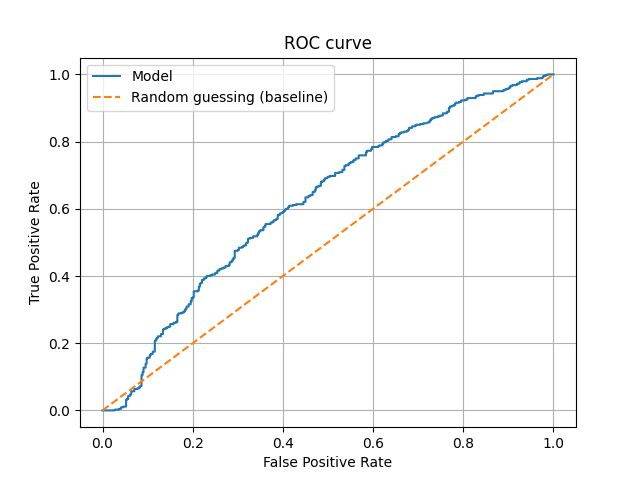 ROC curve
Model
Random guessing (baseline)
True Positive Rate
1.0
0.8
0.6
0.4
0.2
0.0
0.0 0.2 0.4 0.6 0.8 1.0
False Positive Rate